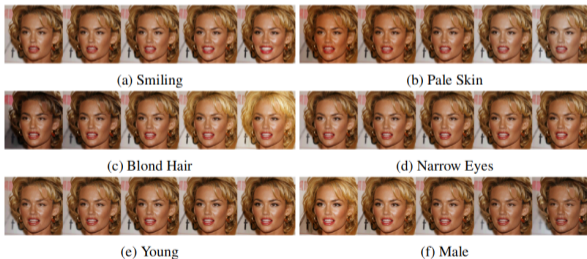 (a) Smiling
(b) Pale Skin
(c) Blond Hair
(d) Narrow Eyes
(e) Young
(f) Male